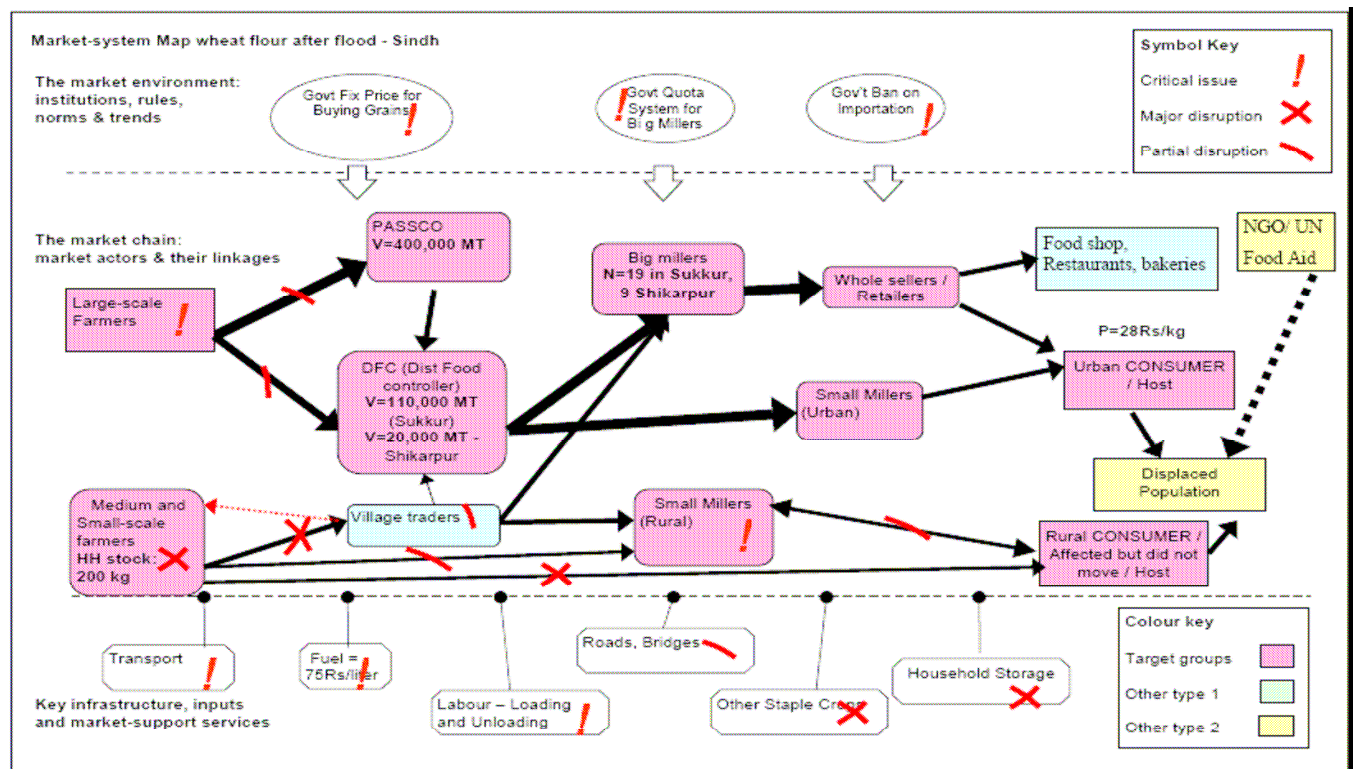 Market-system Map wheat flour after flood - Sindh
The market environment:
institutions, rules,
norms & trends
Govt Fix Price for
Buying Grains
Govt Quota
System for
Big Millers
Gov't Ban on
Importation
Symbol Key
Critical issue
Major disruption
Partial disruption
The market chain:
market actors & their linkages
PASSCO
V=400,000 MT
Large-scale
Farmers
DFC (Dist Food
controller)
V=110,000 MT
(Sukkur)
V=20,000 MT -
Shikarpur
Big millers
N=19 in Sukkur,
9 Shikarpur
Whole sellers /
Retailers
Food shop,
Restaurants, bakeries
NGO/ UN
Food Aid
P=28Rs/kg
Urban CONSUMER
/ Host
Small Millers
(Urban)
Displaced
Population
Medium and
Small-scale
farmers
HH stock:
200 kg
Village traders
Small Millers
(Rural)
Rural CONSUMER /
Affected but did not
move / Host
Transport
Fuel =
75Rs/liter
Labour – Loading
and Unloading
Roads, Bridges
Other Staple Crops
Household Storage
Key infrastructure, inputs
and market-support services
Colour key
Target groups
Other type 1
Other type 2